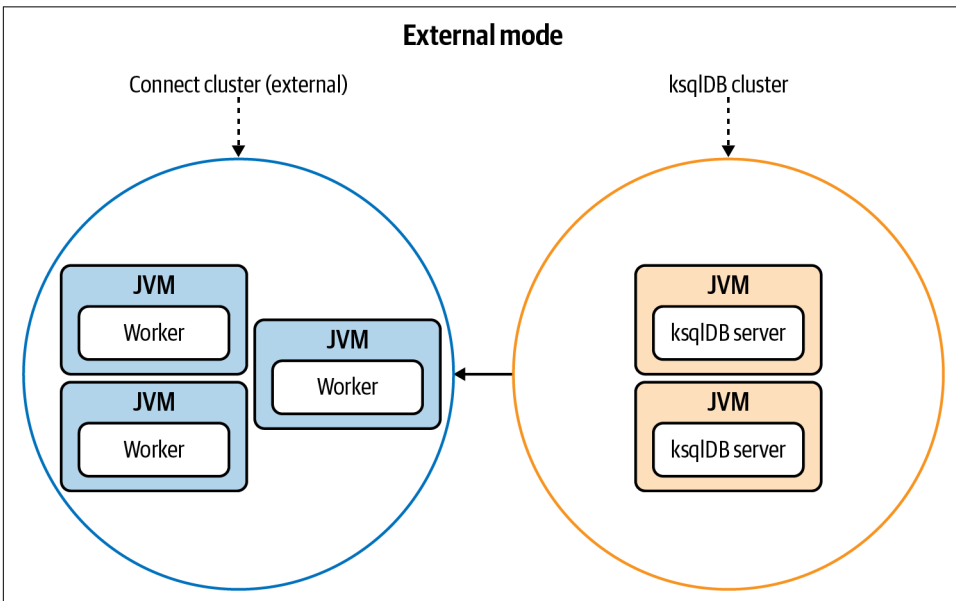 External mode
Connect cluster (external)
ksqlDB cluster
JVM
Worker
JVM
Worker
JVM
Worker
JVM
ksqlDB server
JVM
ksqlDB server